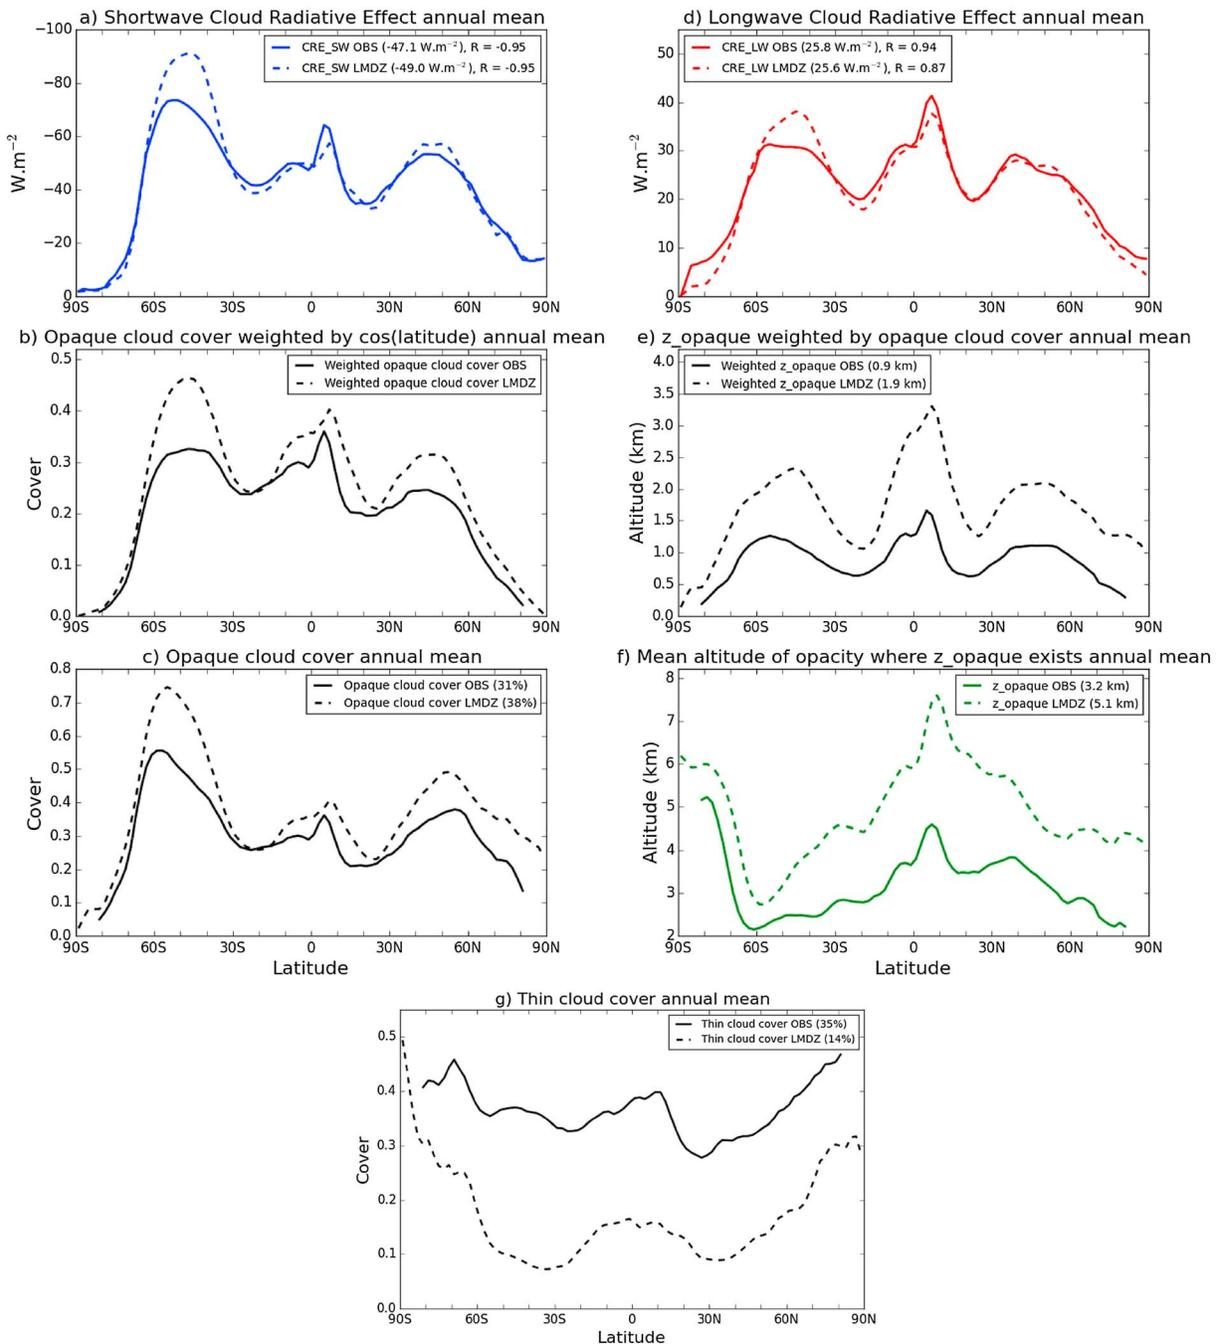 a) Shortwave Cloud Radiative Effect annual mean
−100
−80
−60
−40
−20
0
W.m⁻²
CRE_SW OBS (-47.1 W.m⁻²), R = -0.95
CRE_SW LMDZ (-49.0 W.m⁻²), R = -0.95
90S 60S 30S 0 30N 60N 90N
d) Longwave Cloud Radiative Effect annual mean
50
40
30
20
10
0
W.m⁻²
CRE_LW OBS (25.8 W.m⁻²), R = 0.94
CRE_LW LMDZ (25.6 W.m⁻²), R = 0.87
90S 60S 30S 0 30N 60N 90N
b) Opaque cloud cover weighted by cos(latitude) annual mean
0.5
0.4
0.3
0.2
0.1
0.0
Cover
Weighted opaque cloud cover OBS
Weighted opaque cloud cover LMDZ
90S 60S 30S 0 30N 60N 90N
e) z_opaque weighted by opaque cloud cover annual mean
4.0
3.5
3.0
2.5
2.0
1.5
1.0
0.5
0.0
Altitude (km)
Weighted z_opaque OBS (0.9 km)
Weighted z_opaque LMDZ (1.9 km)
90S 60S 30S 0 30N 60N 90N
c) Opaque cloud cover annual mean
0.8
0.7
0.6
0.5
0.4
0.3
0.2
0.1
0.0
Cover
Opaque cloud cover OBS (31%)
Opaque cloud cover LMDZ (38%)
90S 60S 30S 0 30N 60N 90N
Latitude
f) Mean altitude of opacity where z_opaque exists annual mean
8
7
6
5
4
3
2
Altitude (km)
z_opaque OBS (3.2 km)
z_opaque LMDZ (5.1 km)
90S 60S 30S 0 30N 60N 90N
Latitude
g) Thin cloud cover annual mean
0.5
0.4
0.3
0.2
0.1
0.0
Cover
Thin cloud cover OBS (35%)
Thin cloud cover LMDZ (14%)
90S 60S 30S 0 30N 60N 90N
Latitude